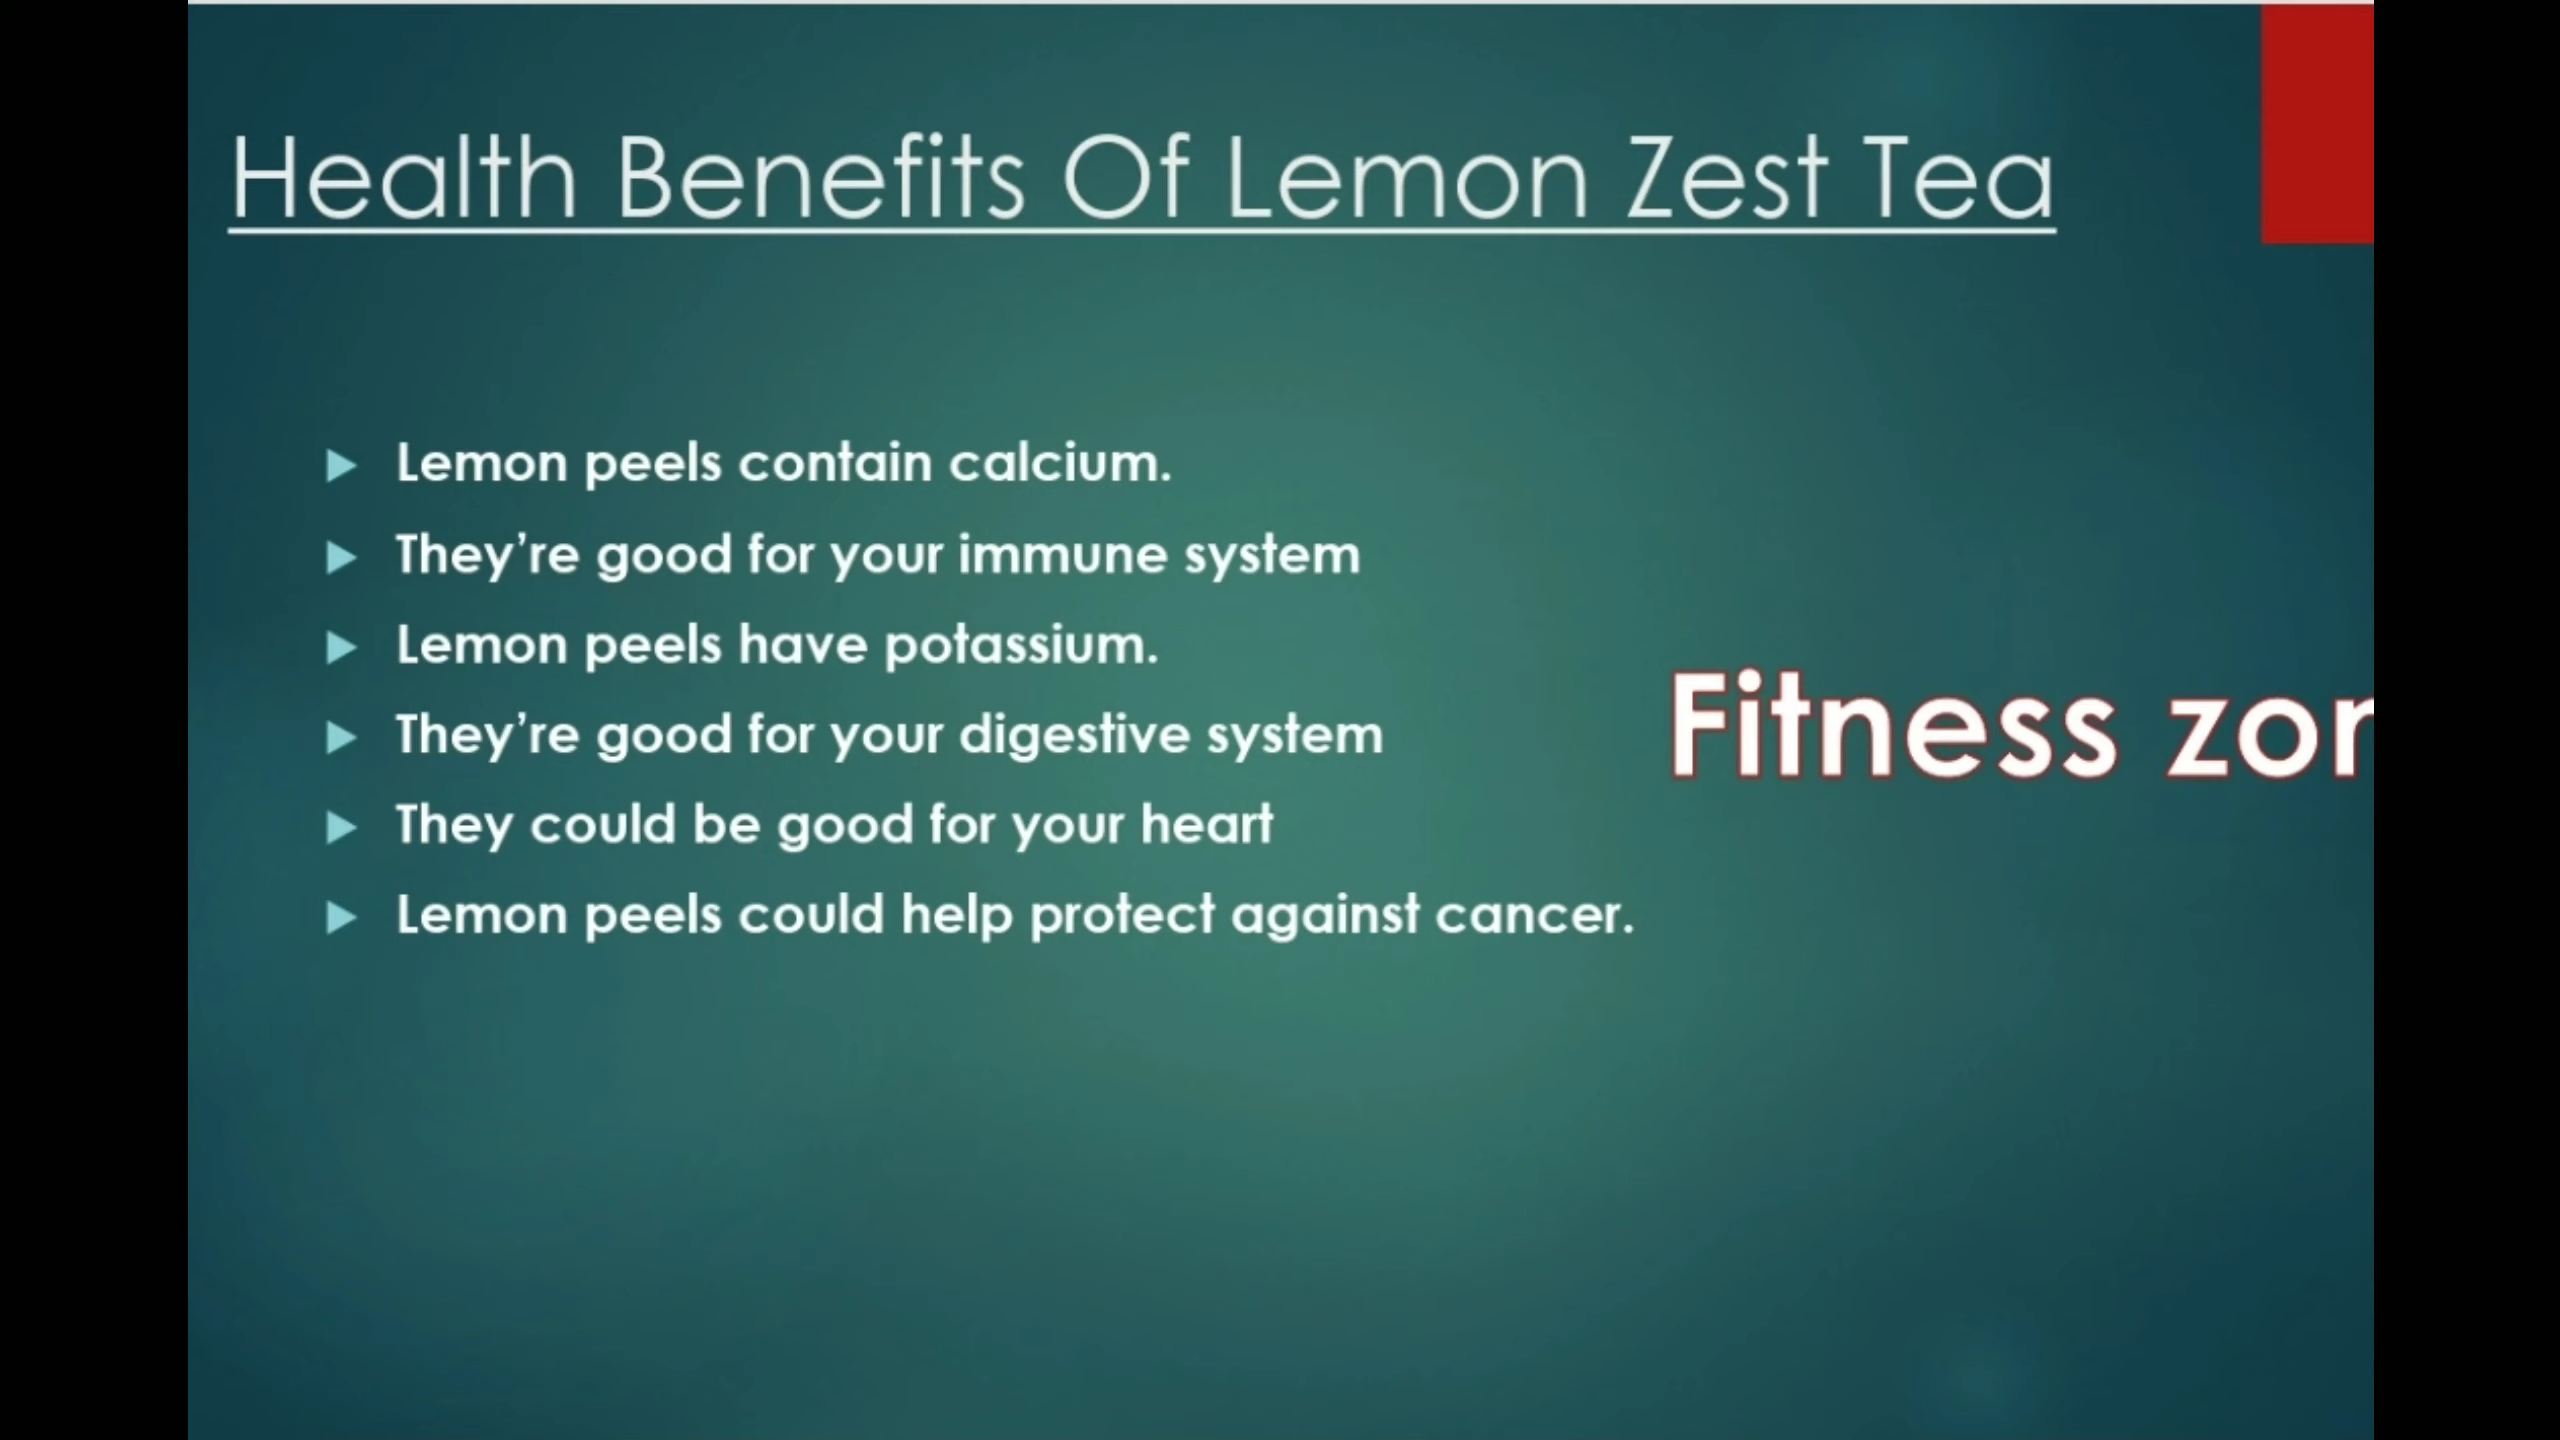 Health Benefits Of Lemon Zest Tea
Lemon peels contain calcium.
They’re good for your immune system
Lemon peels have potassium.
They’re good for your digestive system
They could be good for your heart
Lemon peels could help protect against cancer.
Fitness